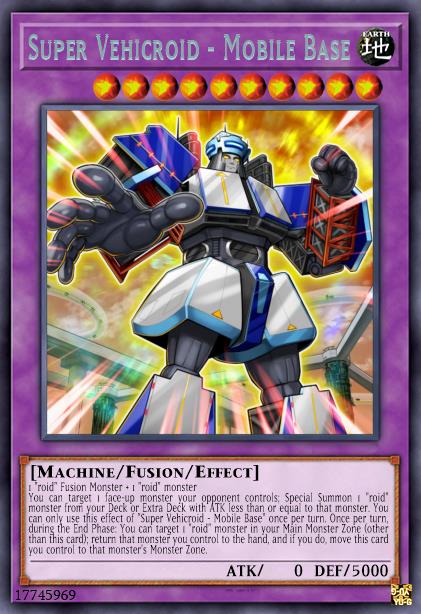 SUPER VEHICROID - MOBILE BASE
EARTH
地
[MACHINE/FUSION/EFFECT]
1 "roid" Fusion Monster + 1 "roid" monster
You can target 1 face-up monster your opponent controls; Special Summon 1 "roid"
monster from your Deck or Extra Deck with ATK less than or equal to that monster. You
can only use this effect of "Super Vehicroid - Mobile Base" once per turn. Once per turn,
during the End Phase: You can target 1 "roid" monster in your Main Monster Zone (other
than this card); return that monster you control to the hand, and if you do, move this card
you control to that monster's Monster Zone.
ATK/ 0 DEF/5000
17745969